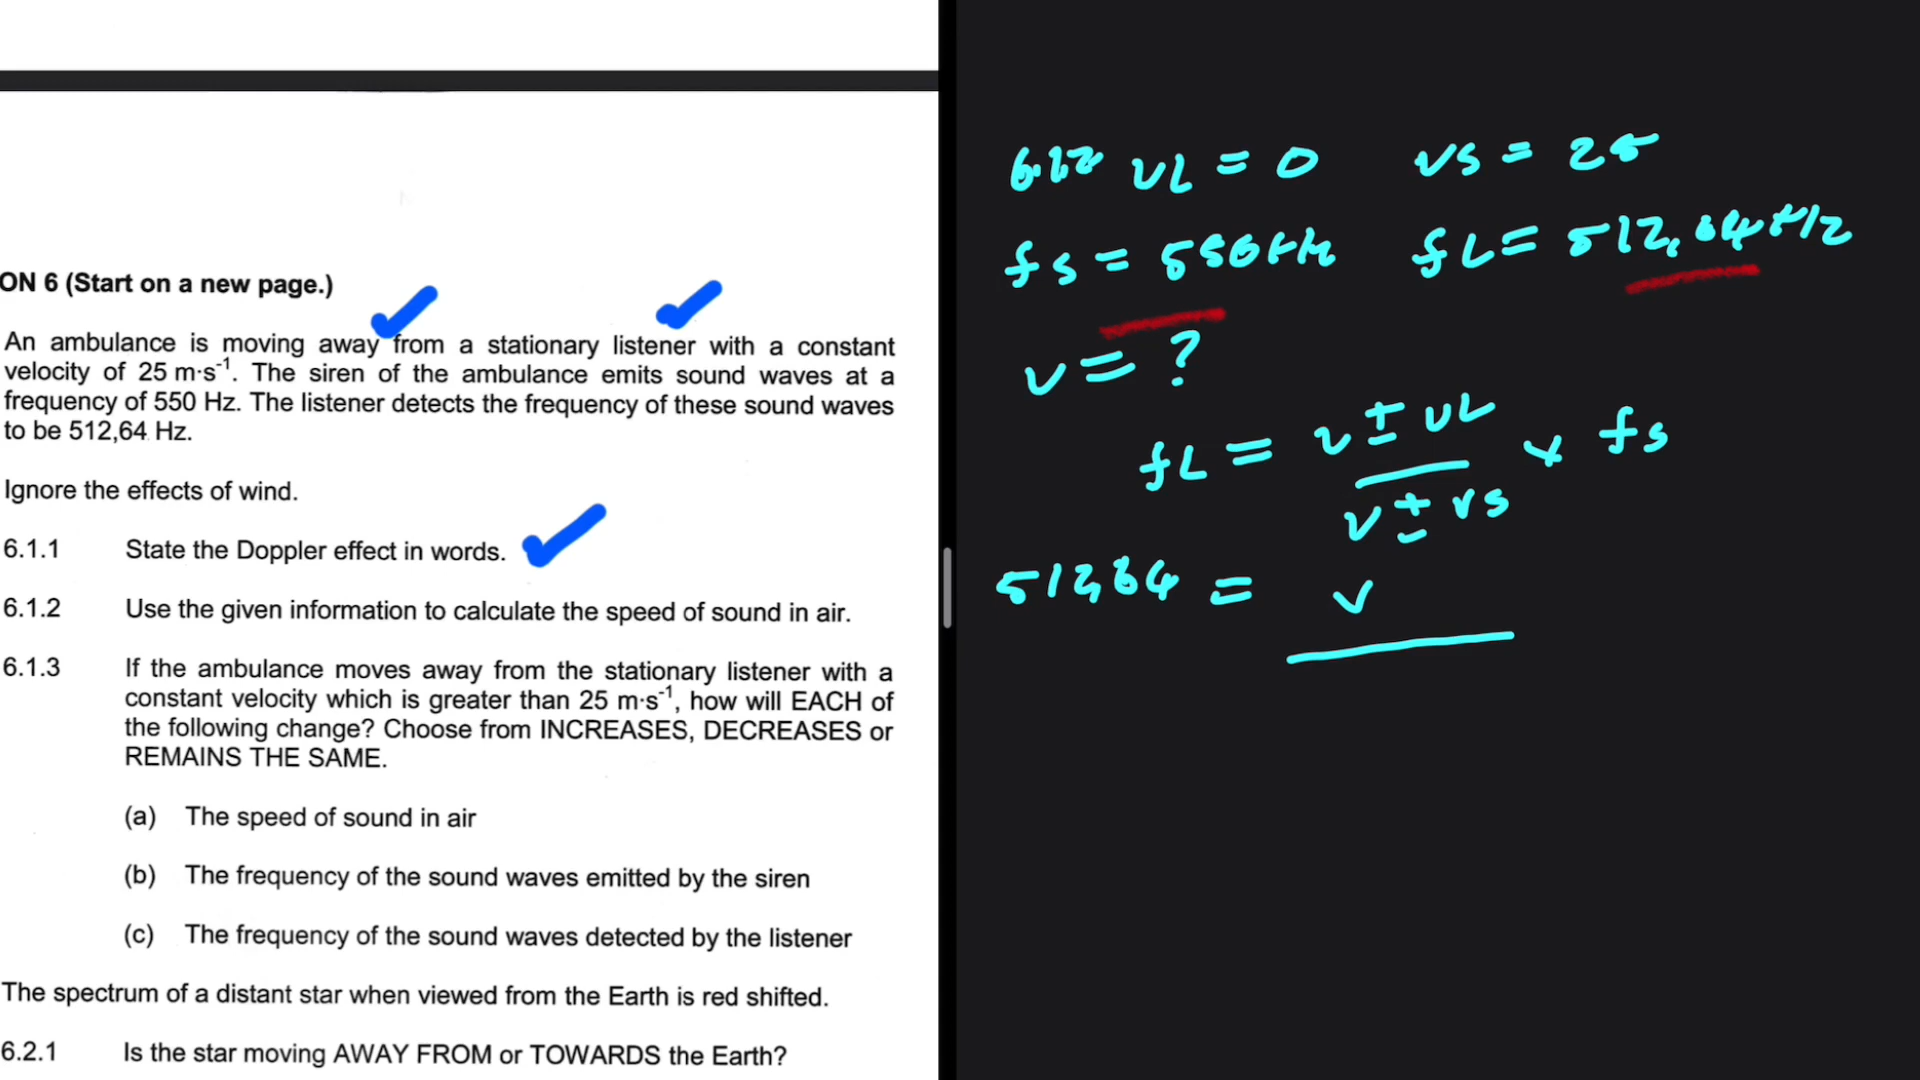 ON 6 (Start on a new page.)
An ambulance is moving away from a stationary listener with a constant
velocity of 25 m·s⁻¹. The siren of the ambulance emits sound waves at a
frequency of 550 Hz. The listener detects the frequency of these sound waves
to be 512,64 Hz.
Ignore the effects of wind.
6.1.1 State the Doppler effect in words.
6.1.2 Use the given information to calculate the speed of sound in air.
6.1.3 If the ambulance moves away from the stationary listener with a
constant velocity which is greater than 25 m·s⁻¹, how will EACH of
the following change? Choose from INCREASES, DECREASES or
REMAINS THE SAME.
(a) The speed of sound in air
(b) The frequency of the sound waves emitted by the siren
(c) The frequency of the sound waves detected by the listener
The spectrum of a distant star when viewed from the Earth is red shifted.
6.2.1 Is the star moving AWAY FROM or TOWARDS the Earth?
6.1.2 vL = 0 vs = 25
fs = 550Hz fL = 512,64Hz
v = ?
fL = v ± vL
× fs
v ± vs
512,64 = v